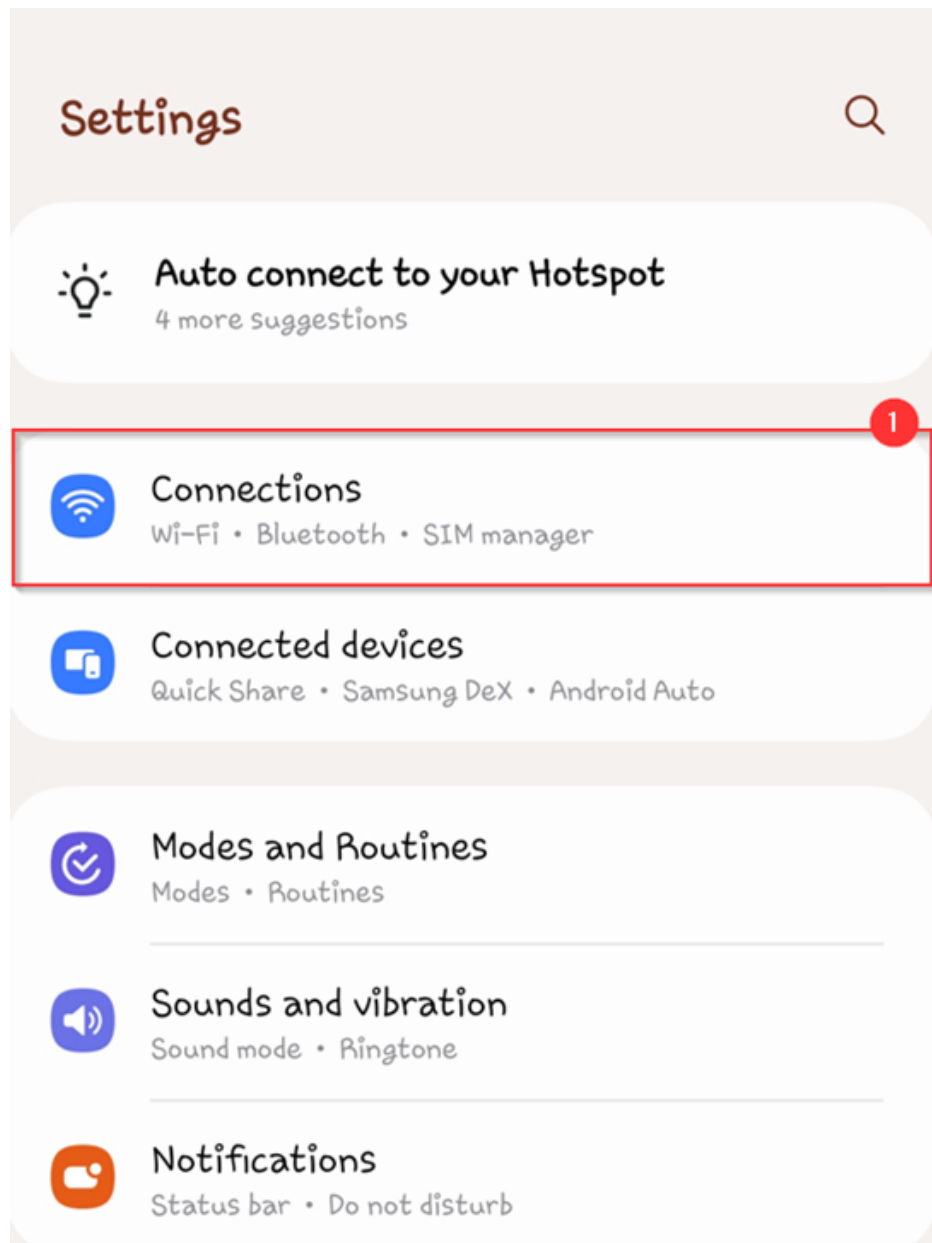 Settings
Auto connect to your Hotspot
4 more suggestions
1
Connections
Wi-Fi • Bluetooth • SIM manager
Connected devices
Quick Share • Samsung DeX • Android Auto
Modes and Routines
Modes • Routines
Sounds and vibration
Sound mode • Ringtone
Notifications
Status bar • Do not disturb